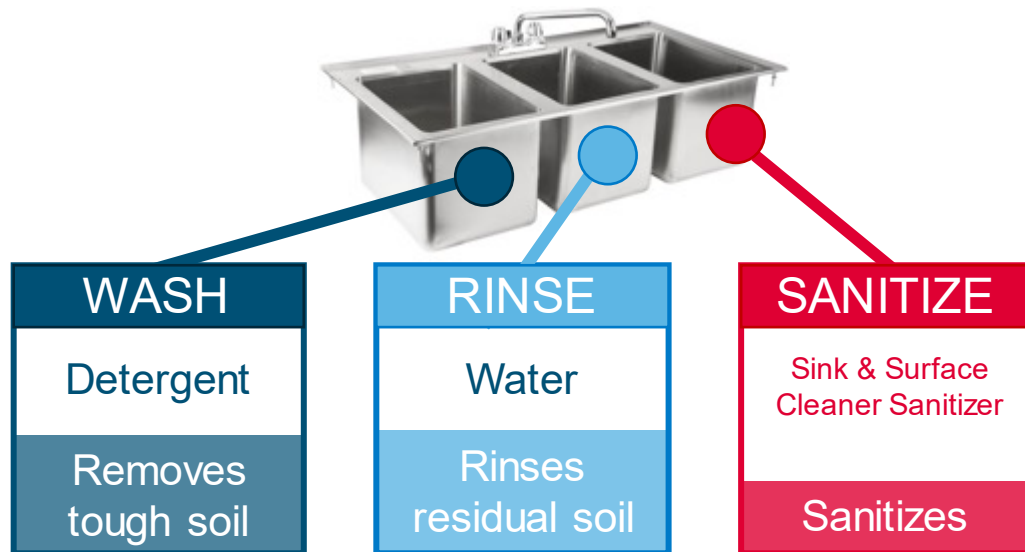 WASH
Detergent
Removes
tough soil
RINSE
Water
Rinses
residual soil
SANITIZE
Sink & Surface
Cleaner Sanitizer
Sanitizes